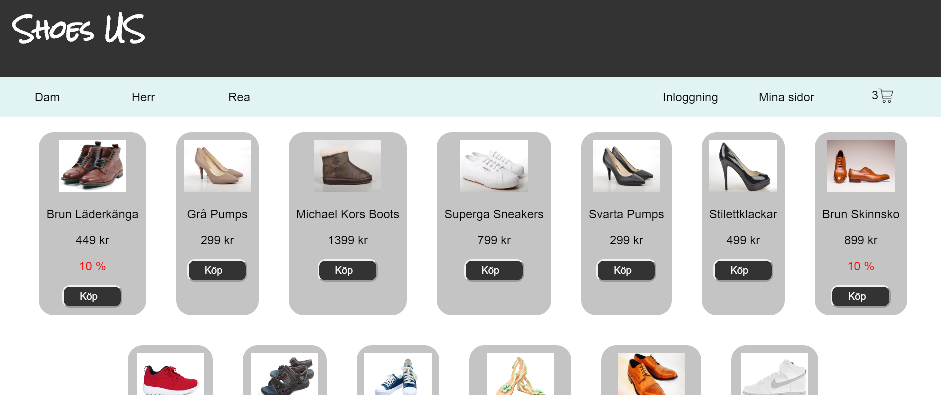 Shoes US
Dam Herr Rea Inloggning Mina sidor 3
Brun Läderkänga Grå Pumps Michael Kors Boots Superga Sneakers Svarta Pumps Stilettklackar Brun Skinnsko
449 kr 299 kr 1399 kr 799 kr 299 kr 499 kr 899 kr
10 % 10 %
Köp Köp Köp Köp Köp Köp Köp